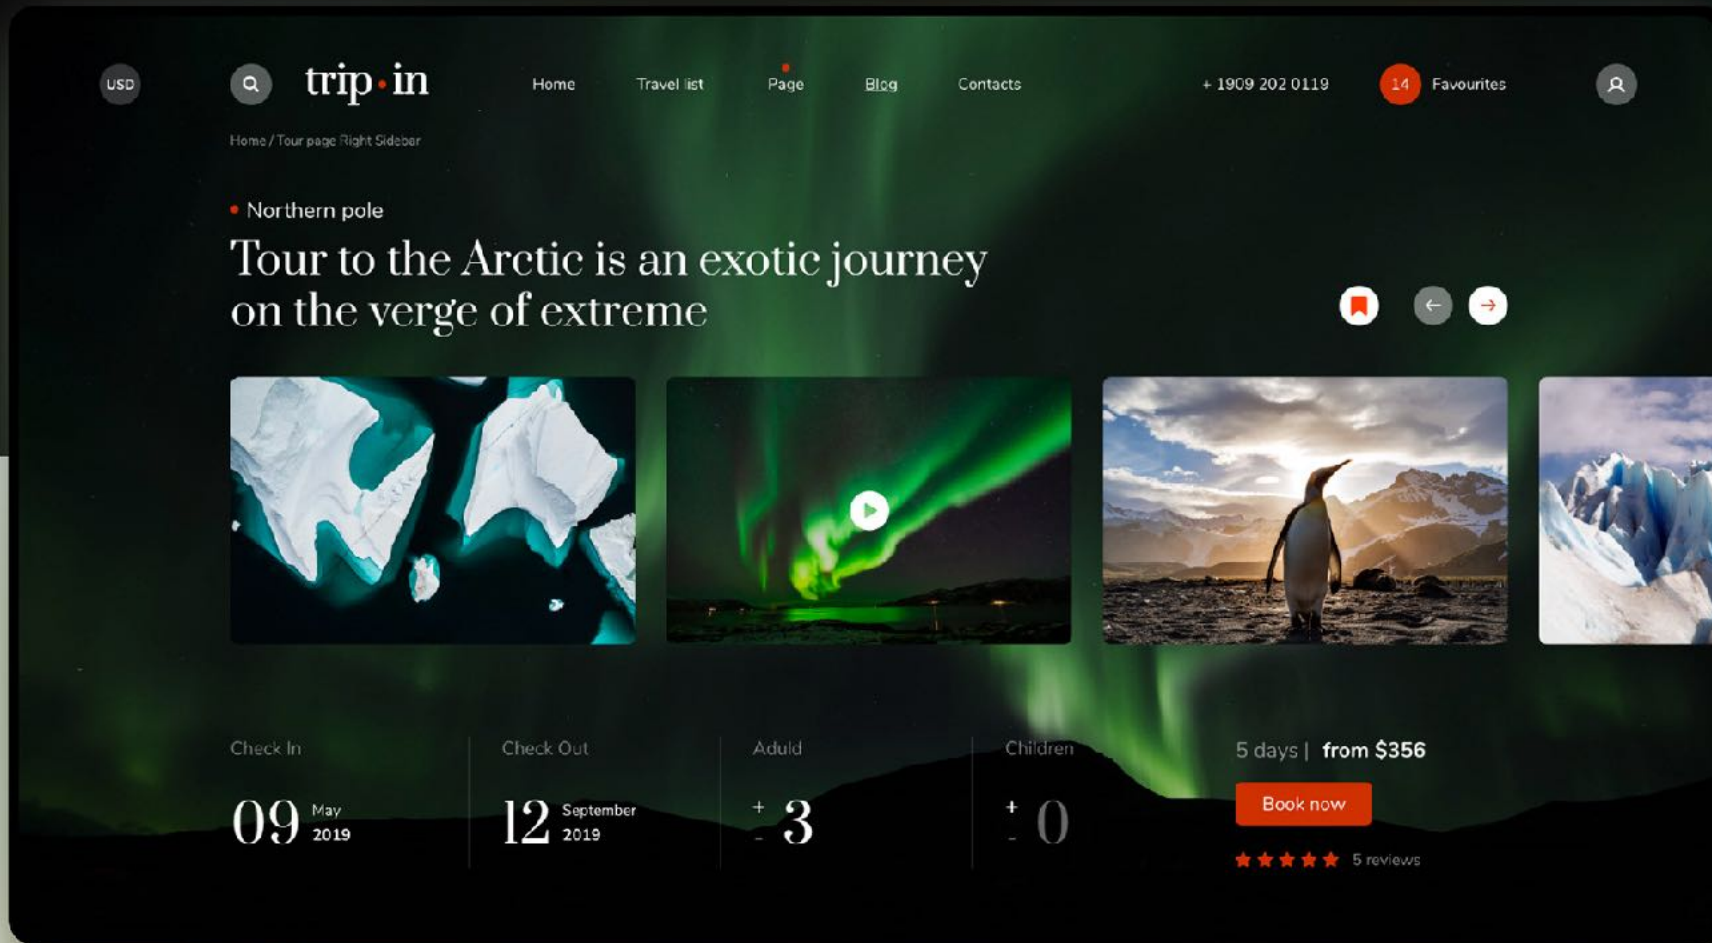 USD
trip•in
Home
Travel list
Page
Blog
Contacts
+ 1909 202 0119
14
Favourites
Home / Tour page Right Sidebar
• Northern pole
Tour to the Arctic is an exotic journey
on the verge of extreme
Check In
09 May
2019
Check Out
12 September
2019
Aduld
+
3
-
Children
+
0
-
5 days | from $356
Book now
5 reviews